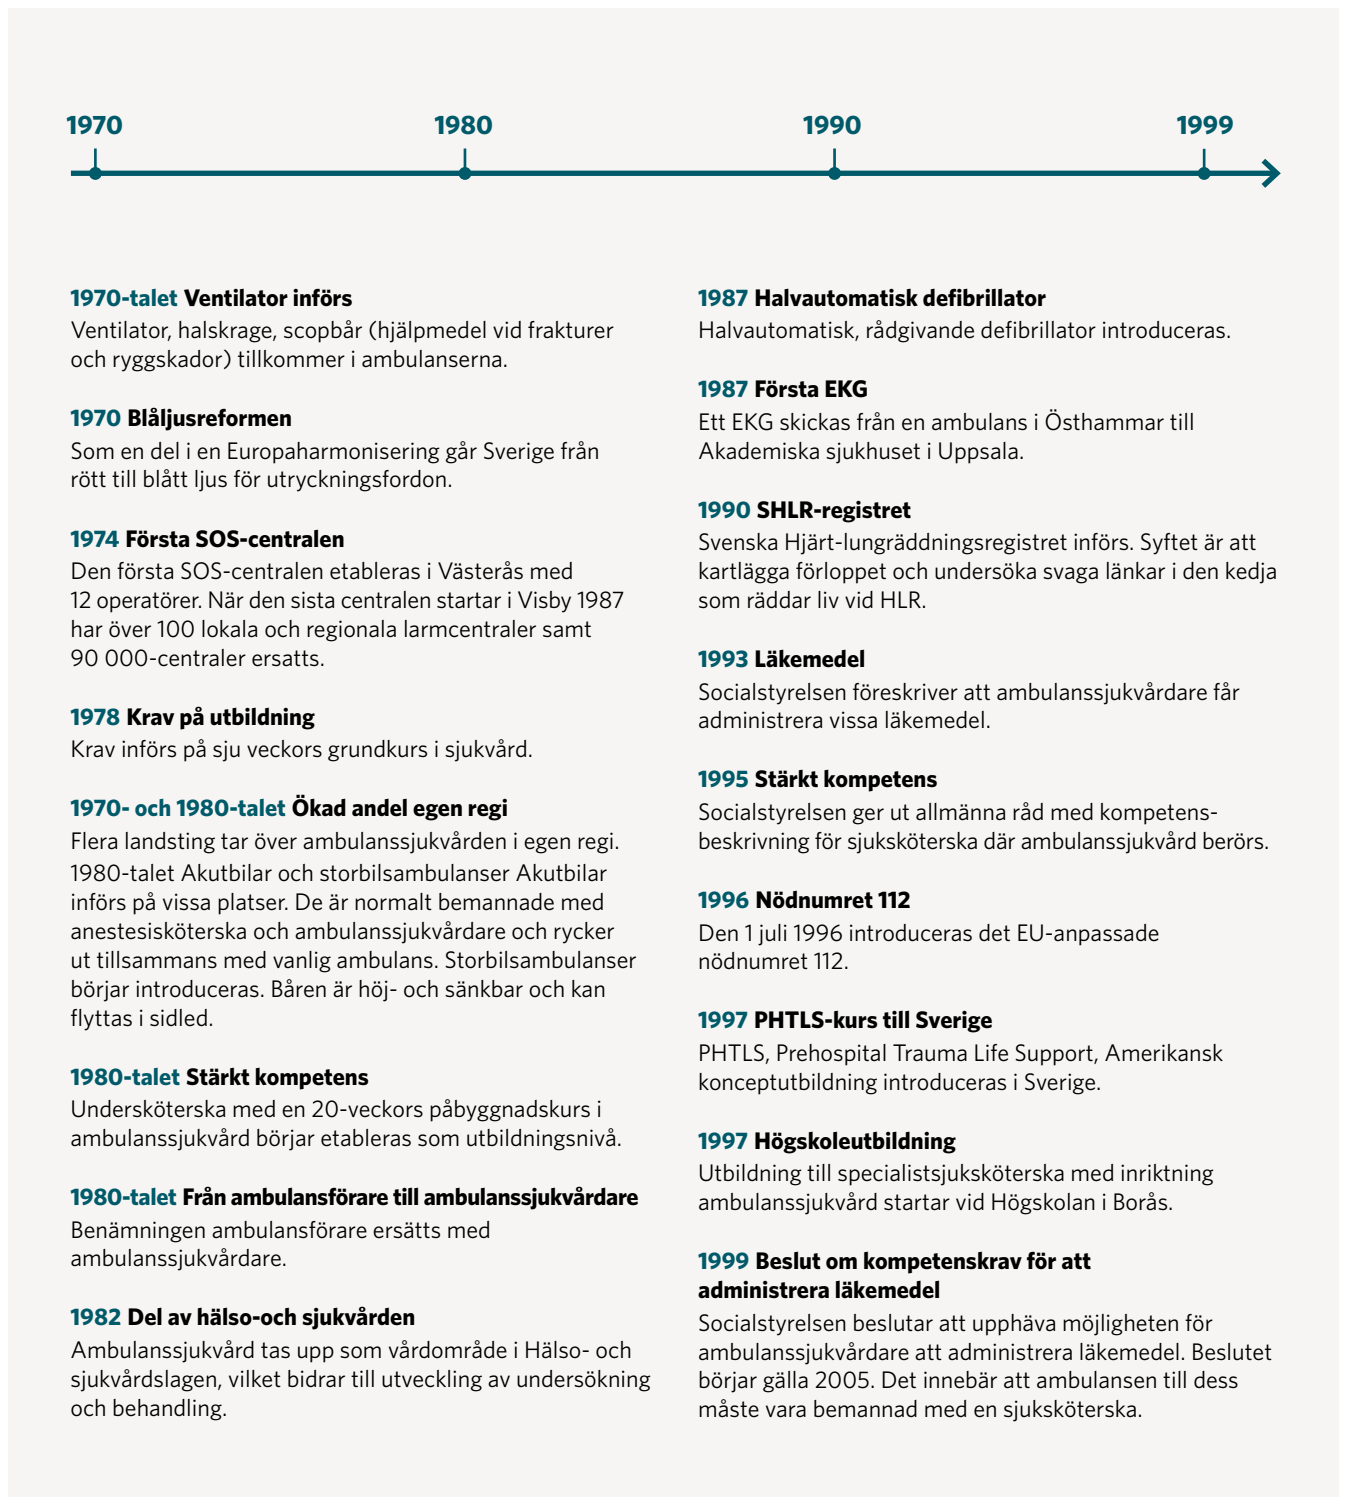 1970 1980 1990 1999
1970-talet Ventilator införs
Ventilator, halskrage, scopbår (hjälpmedel vid frakturer
och ryggskador) tillkommer i ambulanserna.
1970 Blåljusreformen
Som en del i en Europaharmonisering går Sverige från
rött till blått ljus för utryckningsfordon.
1974 Första SOS-centralen
Den första SOS-centralen etableras i Västerås med
12 operatörer. När den sista centralen startar i Visby 1987
har över 100 lokala och regionala larmcentraler samt
90 000-centraler ersatts.
1978 Krav på utbildning
Krav införs på sju veckors grundkurs i sjukvård.
1970- och 1980-talet Ökad andel egen regi
Flera landsting tar över ambulanssjukvården i egen regi.
1980-talet Akutbilar och storbilsambulanser Akutbilar
införs på vissa platser. De är normalt bemannade med
anestesisköterska och ambulanssjukvårdare och rycker
ut tillsammans med vanlig ambulans. Storbilsambulanser
börjar introduceras. Båren är höj- och sänkbar och kan
flyttas i sidled.
1980-talet Stärkt kompetens
Undersköterska med en 20-veckors påbyggnadskurs i
ambulanssjukvård börjar etableras som utbildningsnivå.
1980-talet Från ambulansförare till ambulanssjukvårdare
Benämningen ambulansförare ersätts med
ambulanssjukvårdare.
1982 Del av hälso-och sjukvården
Ambulanssjukvård tas upp som vårdområde i Hälso- och
sjukvårdslagen, vilket bidrar till utveckling av undersökning
och behandling.
1987 Halvautomatisk defibrillator
Halvautomatisk, rådgivande defibrillator introduceras.
1987 Första EKG
Ett EKG skickas från en ambulans i Östhammar till
Akademiska sjukhuset i Uppsala.
1990 SHLR-registret
Svenska Hjärt-lungräddningsregistret införs. Syftet är att
kartlägga förloppet och undersöka svaga länkar i den kedja
som räddar liv vid HLR.
1993 Läkemedel
Socialstyrelsen föreskriver att ambulanssjukvårdare får
administrera vissa läkemedel.
1995 Stärkt kompetens
Socialstyrelsen ger ut allmänna råd med kompetens-
beskrivning för sjuksköterska där ambulanssjukvård berörs.
1996 Nödnumret 112
Den 1 juli 1996 introduceras det EU-anpassade
nödnumret 112.
1997 PHTLS-kurs till Sverige
PHTLS, Prehospital Trauma Life Support, Amerikansk
konceptutbildning introduceras i Sverige.
1997 Högskoleutbildning
Utbildning till specialistsjuksköterska med inriktning
ambulanssjukvård startar vid Högskolan i Borås.
1999 Beslut om kompetenskrav för att
administrera läkemedel
Socialstyrelsen beslutar att upphäva möjligheten för
ambulanssjukvårdare att administrera läkemedel. Beslutet
börjar gälla 2005. Det innebär att ambulansen till dess
måste vara bemannad med en sjuksköterska.